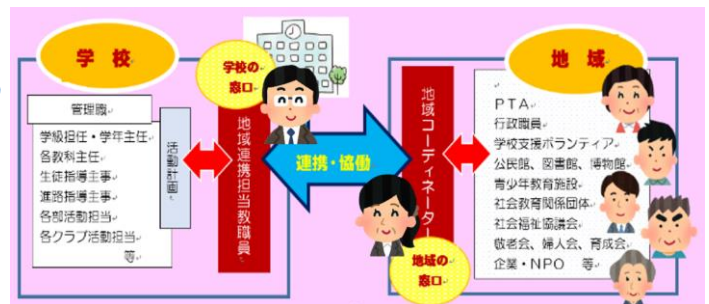 学校
学校の
窓口
管理職
学級担任・学年主任
各教科主任
生徒指導主事
進路指導主事
各部活動担当
各クラブ活動担当
等
活動計画
地域連携担当教職員
連携・協働
地域コーディネーター
地域の
窓口
地域
PTA
行政職員
学校支援ボランティア
公民館、図書館、博物館
青少年教育施設
社会教育関係団体
社会福祉協議会
敬老会、婦人会、育成会
企業・NPO 等